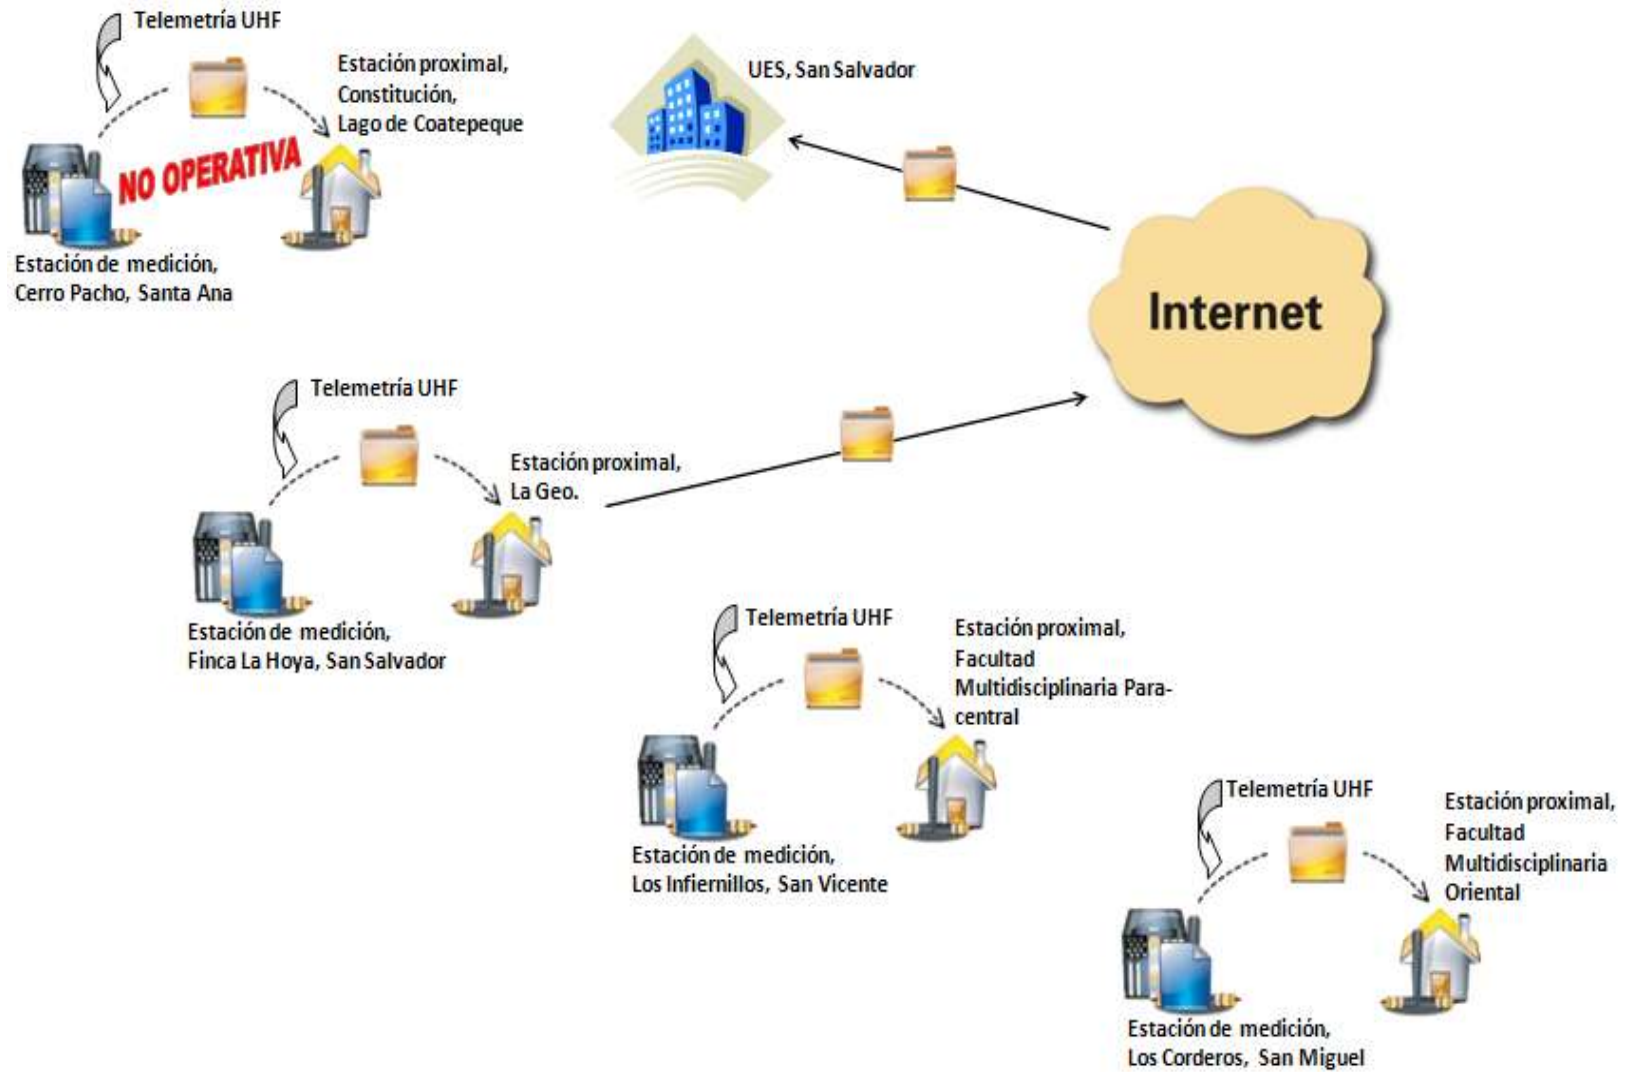 Telemetría UHF
Estación proximal,
Constitución,
Lago de Coatepeque
NO OPERATIVA
Estación de medición,
Cerro Pacho, Santa Ana
UES, San Salvador
Internet
Telemetría UHF
Estación proximal,
La Geo.
Estación de medición,
Finca La Hoya, San Salvador
Telemetría UHF
Estación proximal,
Facultad
Multidisciplinaria Para-
central
Estación de medición,
Los Infiernillos, San Vicente
Telemetría UHF
Estación proximal,
Facultad
Multidisciplinaria
Oriental
Estación de medición,
Los Corderos, San Miguel